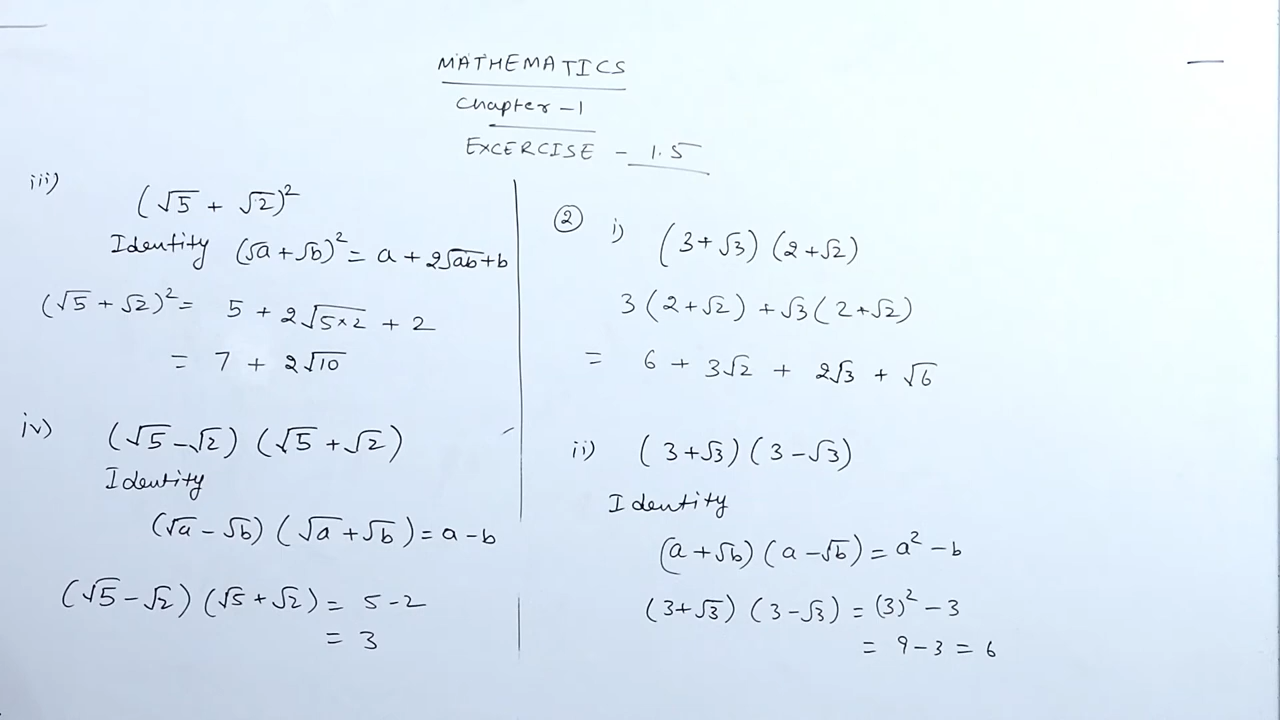 MATHEMATICS
Chapter - 1
EXCERCISE - 1.5
iii) (√5 + √2)²
Identity (√a + √b)² = a + 2√ab + b
(√5 + √2)² = 5 + 2√5×2 + 2
= 7 + 2√10
iv) (√5 - √2) (√5 + √2)
Identity
(√a - √b) (√a + √b) = a - b
(√5 - √2) (√5 + √2) = 5 - 2
= 3
② i) (3 + √3) (2 + √2)
3 (2 + √2) + √3 (2 + √2)
= 6 + 3√2 + 2√3 + √6
ii) (3 + √3) (3 - √3)
Identity
(a + √b) (a - √b) = a² - b
(3 + √3) (3 - √3) = (3)² - 3
= 9 - 3 = 6